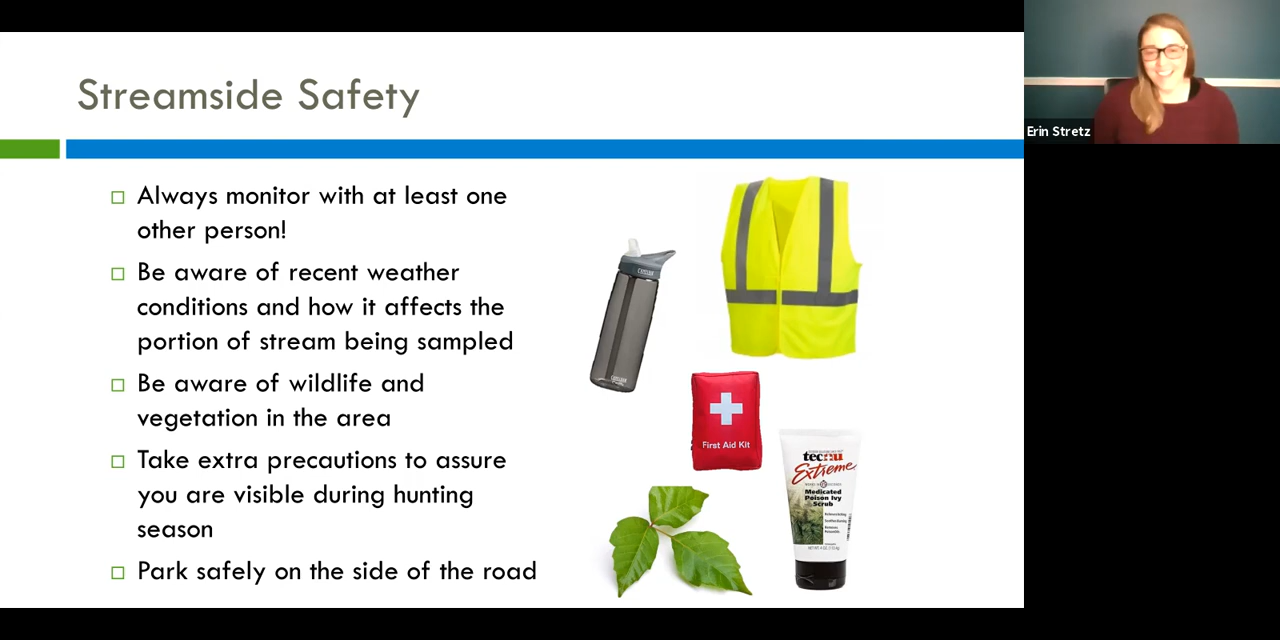 Streamside Safety
Erin Stretz
Always monitor with at least one
other person!
Be aware of recent weather
conditions and how it affects the
portion of stream being sampled
Be aware of wildlife and
vegetation in the area
Take extra precautions to assure
you are visible during hunting
season
Park safely on the side of the road
CAMELBAK
First Aid Kit
tecnu
Extreme
Medicated
Poison Ivy
Scrub